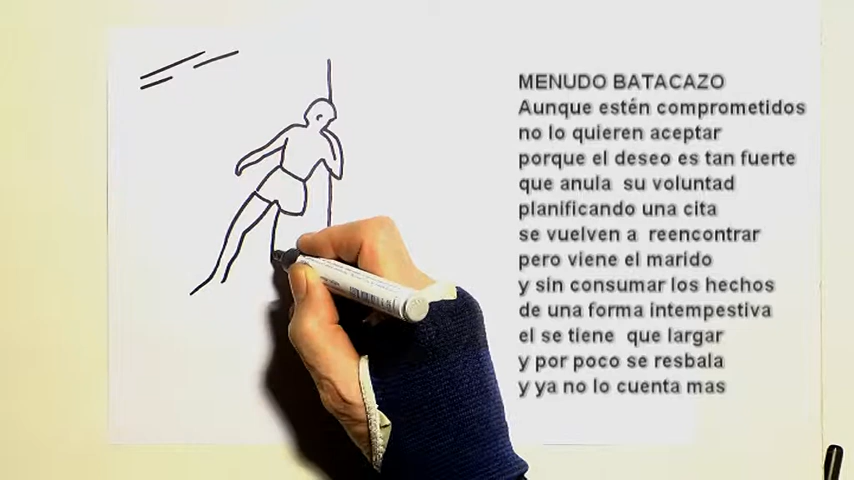 MENUDO BATACAZO
Aunque estén comprometidos
no lo quieren aceptar
porque el deseo es tan fuerte
que anula su voluntad
planificando una cita
se vuelven a reencontrar
pero viene el marido
y sin consumar los hechos
de una forma intempestiva
el se tiene que largar
y por poco se resbala
y ya no lo cuenta mas